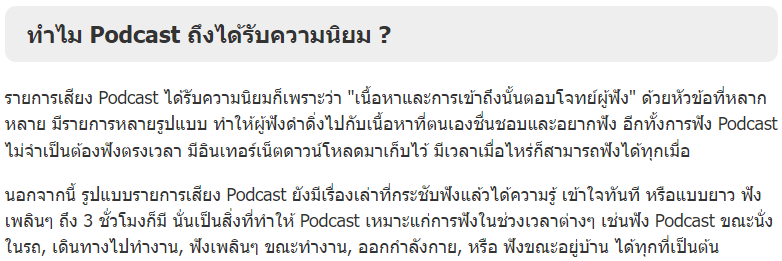 ทำไม Podcast ถึงได้รับความนิยม ?
รายการเสียง Podcast ได้รับความนิยมก็เพราะว่า "เนื้อหาและการเข้าถึงนั้นตอบโจทย์ผู้ฟัง" ด้วยหัวข้อที่หลาก
หลาย มีรายการหลายรูปแบบ ทำให้ผู้ฟังดำดิ่งไปกับเนื้อหาที่ตนเองชื่นชอบและอยากฟัง อีกทั้งการฟัง Podcast
ไม่จำเป็นต้องฟังตรงเวลา มีอินเทอร์เน็ตดาวน์โหลดมาเก็บไว้ มีเวลาเมื่อไหร่ก็สามารถฟังได้ทุกเมื่อ
นอกจากนี้ รูปแบบรายการเสียง Podcast ยังมีเรื่องเล่าที่กระชับฟังแล้วได้ความรู้ เข้าใจทันที หรือแบบยาว ฟัง
เพลินๆ ถึง 3 ชั่วโมงก็มี นั่นเป็นสิ่งที่ทำให้ Podcast เหมาะแก่การฟังในช่วงเวลาต่างๆ เช่นฟัง Podcast ขณะนั่ง
ในรถ, เดินทางไปทำงาน, ฟังเพลินๆ ขณะทำงาน, ออกกำลังกาย, หรือ ฟังขณะอยู่บ้าน ได้ทุกที่เป็นต้น